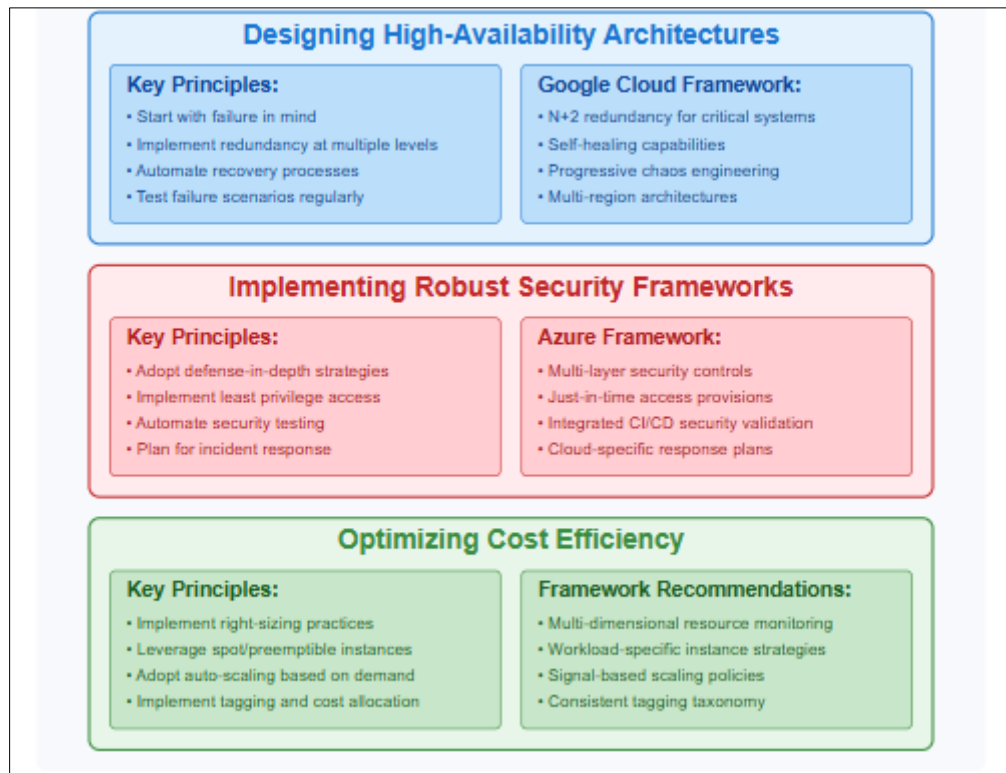 Designing High-Availability Architectures
Key Principles:
• Start with failure in mind
• Implement redundancy at multiple levels
• Automate recovery processes
• Test failure scenarios regularly
Google Cloud Framework:
• N+2 redundancy for critical systems
• Self-healing capabilities
• Progressive chaos engineering
• Multi-region architectures
Implementing Robust Security Frameworks
Key Principles:
• Adopt defense-in-depth strategies
• Implement least privilege access
• Automate security testing
• Plan for incident response
Azure Framework:
• Multi-layer security controls
• Just-in-time access provisions
• Integrated CI/CD security validation
• Cloud-specific response plans
Optimizing Cost Efficiency
Key Principles:
• Implement right-sizing practices
• Leverage spot/preemptible instances
• Adopt auto-scaling based on demand
• Implement tagging and cost allocation
Framework Recommendations:
• Multi-dimensional resource monitoring
• Workload-specific instance strategies
• Signal-based scaling policies
• Consistent tagging taxonomy